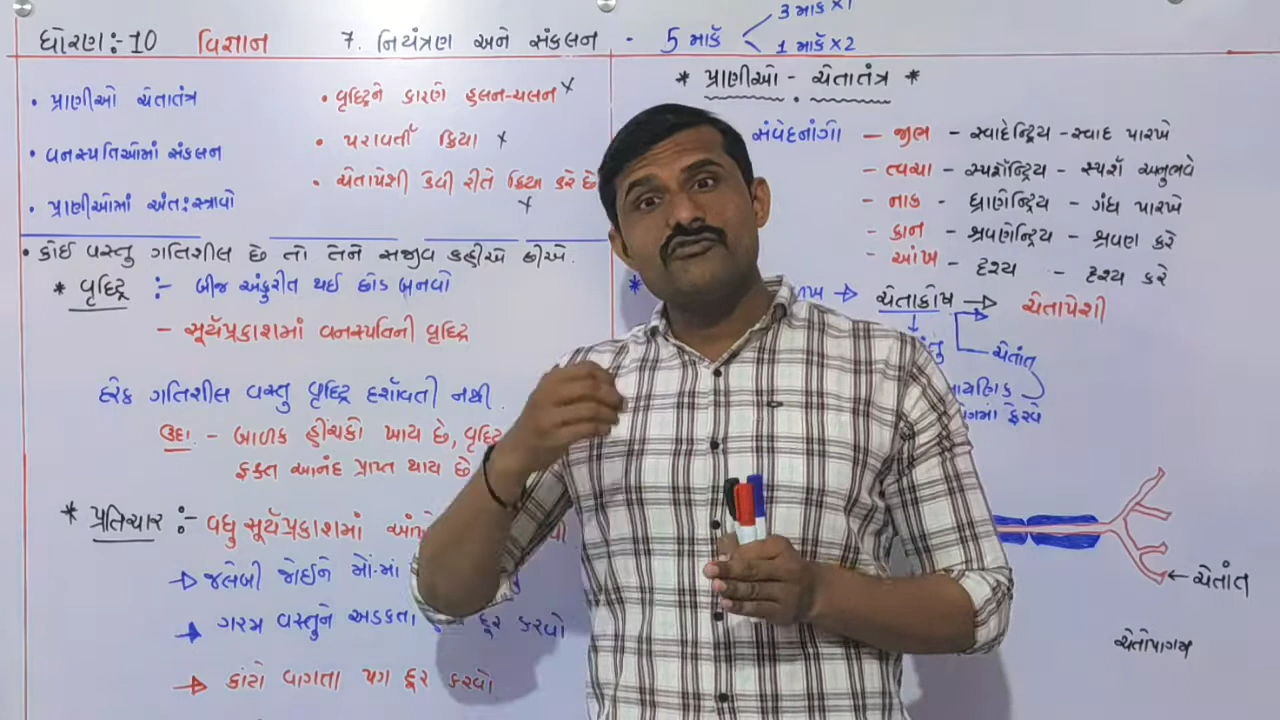 ધોરણ:- 10 વિજ્ઞાન 7. નિયંત્રણ અને સંકલન - 5 માર્ક
3 માર્ક x 1
1 માર્ક x 2
• પ્રાણીઓ ચેતાતંત્ર
• વનસ્પતિઓમાં સંકલન
• પ્રાણીઓમાં અંત:સ્ત્રાવો
• વૃદ્ધિને કારણે હલન-ચલન x
• પરાવર્તી ક્રિયા x
• ચેતાપેશી કેવી રીતે ક્રિયા કરે છે x
• કોઈ વસ્તુ ગતિશીલ છે તો તેને સજીવ કહીએ છીએ.
* વૃદ્ધિ :- બીજ અંકુરીત થઈ છોડ બનવો
- સૂર્યપ્રકાશમાં વનસ્પતિની વૃદ્ધિ
દરેક ગતિશીલ વસ્તુ વૃદ્ધિ દર્શાવતી નથી.
ઉદા. - બાળક હીંચકો ખાય છે, વૃદ્ધિ
ફક્ત આનંદ પ્રાપ્ત થાય છે
* પ્રતિચાર :- વધુ સૂર્યપ્રકાશમાં
જલેબી જોઈને મોંમાં
ગરમ વસ્તુને અડકતા દૂર કરવો
કાંટો વાગતા પગ દૂર કરવો
* પ્રાણીઓ - ચેતાતંત્ર *
સંવેદનાંગો - જીભ - સ્વાદેન્દ્રિય - સ્વાદ પારખે
- ત્વચા - સ્પર્શેન્દ્રિય - સ્પર્શ અનુભવે
- નાક - ઘ્રાણેન્દ્રિય - ગંધ પારખે
- કાન - શ્રવણેન્દ્રિય - શ્રવણ કરે
- આંખ - દ્રશ્ય - દ્રશ્ય કરે
* ચેતાકોષ → ચેતાપેશી
ચેતાંત
ફેરવે
← ચેતાંત
ચેતોપાગમ